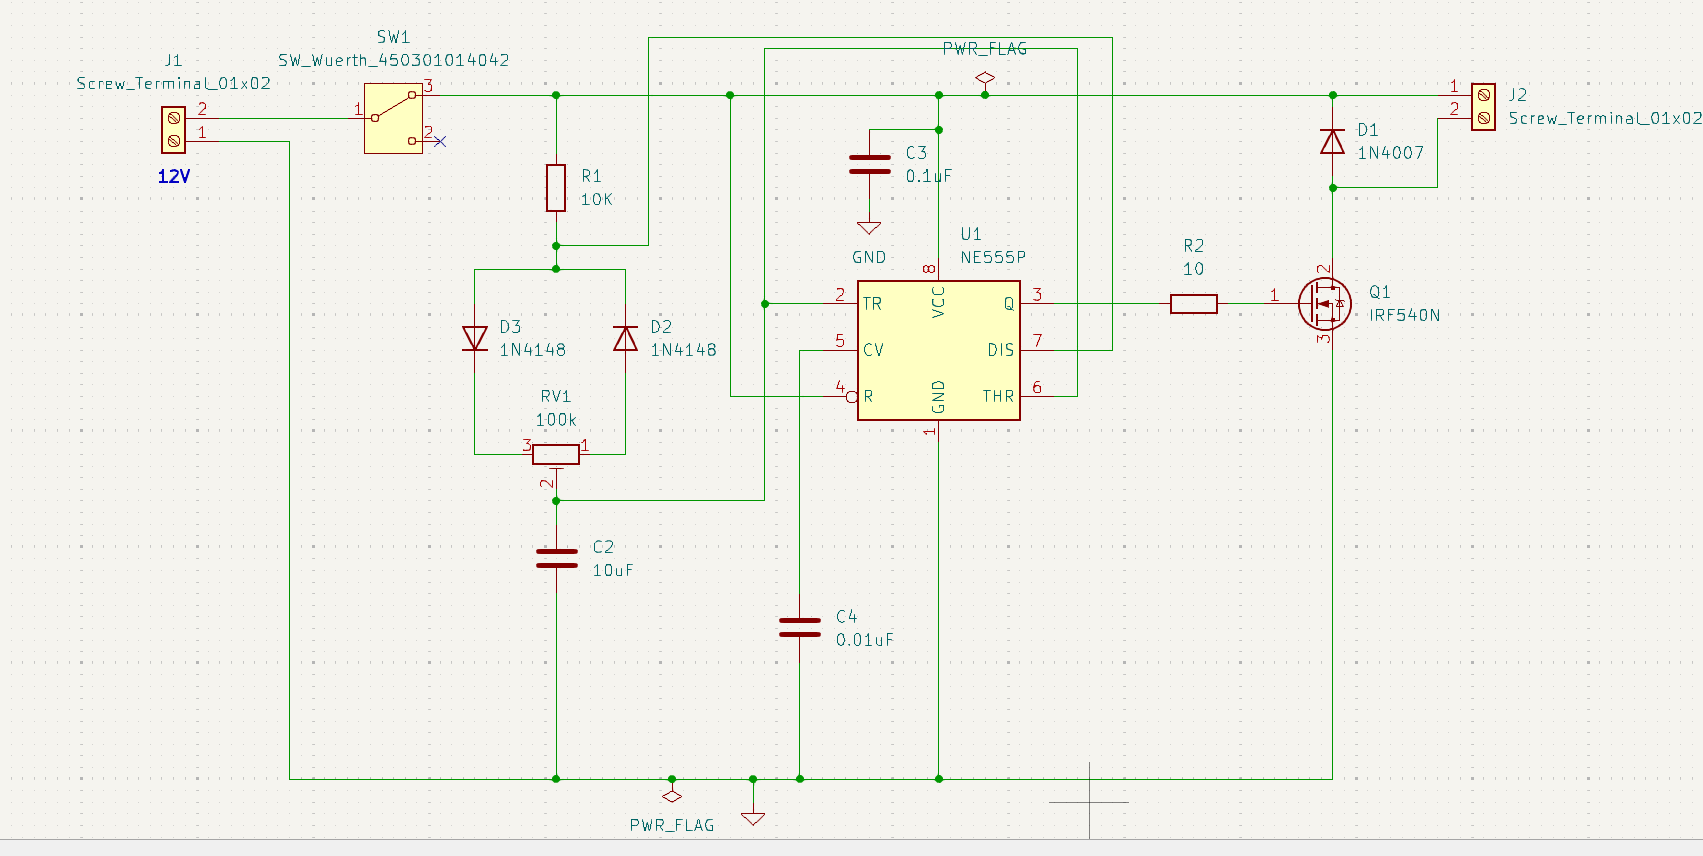 SW1
SW_Wuerth_450301014042
J1
Screw_Terminal_01x02
2
1
12V
1
3
2
PWR_FLAG
1
2
J2
Screw_Terminal_01x02
D1
1N4007
R1
10K
C3
0.1uF
GND
U1
NE555P
8
R2
10
2
TR
VCC
Q
3
1
2
Q1
IRF540N
3
D3
1N4148
D2
1N4148
5
CV
DIS
7
4
R
GND
THR
6
1
RV1
100k
3
1
2
C2
10uF
C4
0.01uF
PWR_FLAG